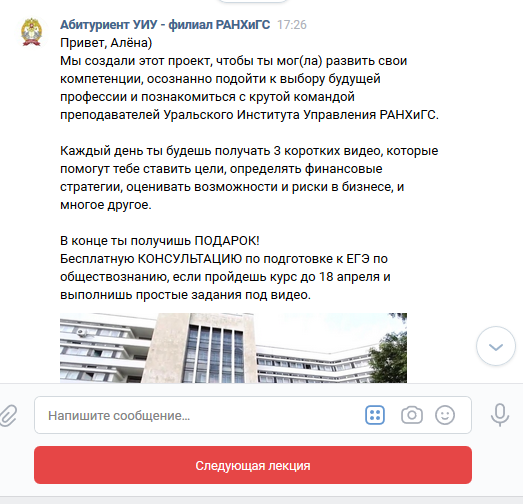 Абитуриент УИУ - филиал РАНХиГС 17:26
Привет, Алёна)
Мы создали этот проект, чтобы ты мог(ла) развить свои
компетенции, осознанно подойти к выбору будущей
профессии и познакомиться с крутой командой
преподавателей Уральского Института Управления РАНХиГС.
Каждый день ты будешь получать 3 коротких видео, которые
помогут тебе ставить цели, определять финансовые
стратегии, оценивать возможности и риски в бизнесе, и
многое другое.
В конце ты получишь ПОДАРОК!
Бесплатную КОНСУЛЬТАЦИЮ по подготовке к ЕГЭ по
обществознанию, если пройдешь курс до 18 апреля и
выполнишь простые задания под видео.
Напишите сообщение...
Следующая лекция